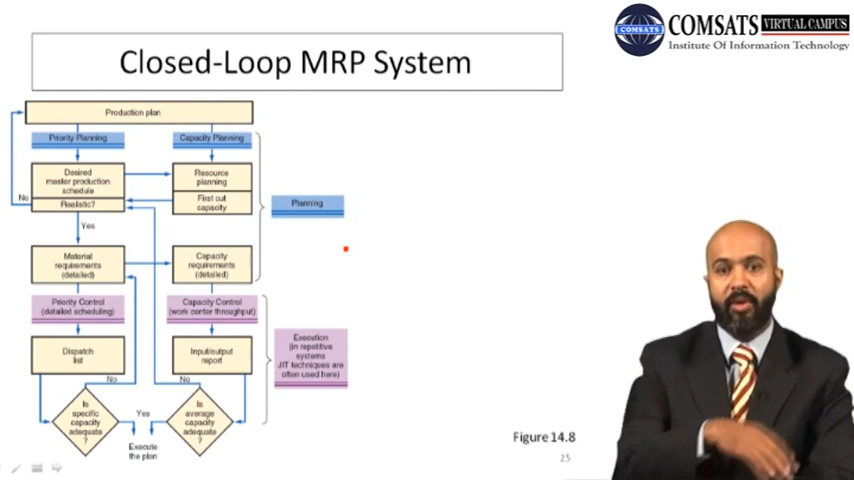 COMSATS VIRTUAL CAMPUS
COMSATS
Institute Of Information Technology
Closed-Loop MRP System
Production plan
Priority Planning
Capacity Planning
Desired
master production
schedule
Resource
planning
No
Realistic?
First cut
capacity
Planning
Yes
Material
requirements
(detailed)
Capacity
requirements
(detailed)
Priority Control
(detailed scheduling)
Capacity Control
(work center throughput)
Execution
(in repetitive
systems
JIT techniques are
often used here)
Dispatch
list
Input/output
report
No
No
Is
specific
capacity
adequate
?
Yes
Is
average
capacity
adequate
?
Execute
the plan
Figure 14.8
25